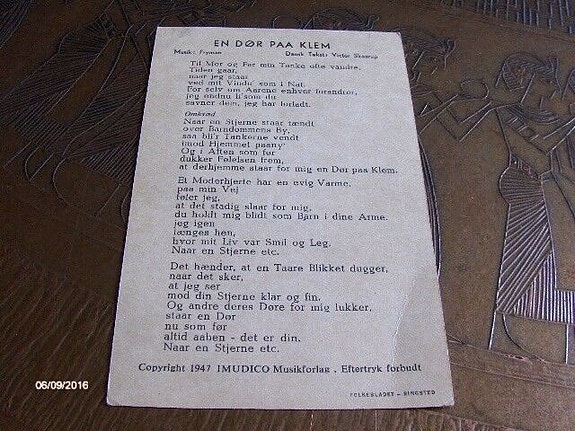 EN DØR PAA KLEM
Musik: Fryman Dansk Tekst: Victor Skaarup
Til Mor og Far min Tanke ofte vandre,
Tiden gaar,
naar jeg staar
ved mit Vindu' som i Nat.
For selv om Aarene enhver forandrer,
jeg endnu li'som du
savner dem, jeg har forladt.
Omkvæd
Naar en Stjerne staar tændt
over Barndommens By,
saa bli'r Tankerne vendt
imod Hjemmet paany
Og i Aften som før
dukker Følelsen frem,
at derhjemme staar for mig en Dør paa Klem.
Et Moderhjerte har en evig Varme.
paa min Vej
føler jeg,
at det stadig slaar for mig.
du holdt mig blidt som Barn i dine Arme.
jeg igen
længes hen,
hvor mit Liv var Smil og Leg.
Naar en Stjerne etc.
Det hænder, at en Taare Blikket dugger,
naar det sker,
at jeg ser
mod din Stjerne klar og fin.
Og andre deres Døre for mig lukker,
staar en Dør
nu som før
altid aaben - det er din.
Naar en Stjerne etc.
Copyright 1947 IMUDICO Musikforlag . Eftertryk forbudt
FOLKEBLADET - RINGSTED
06/09/2016